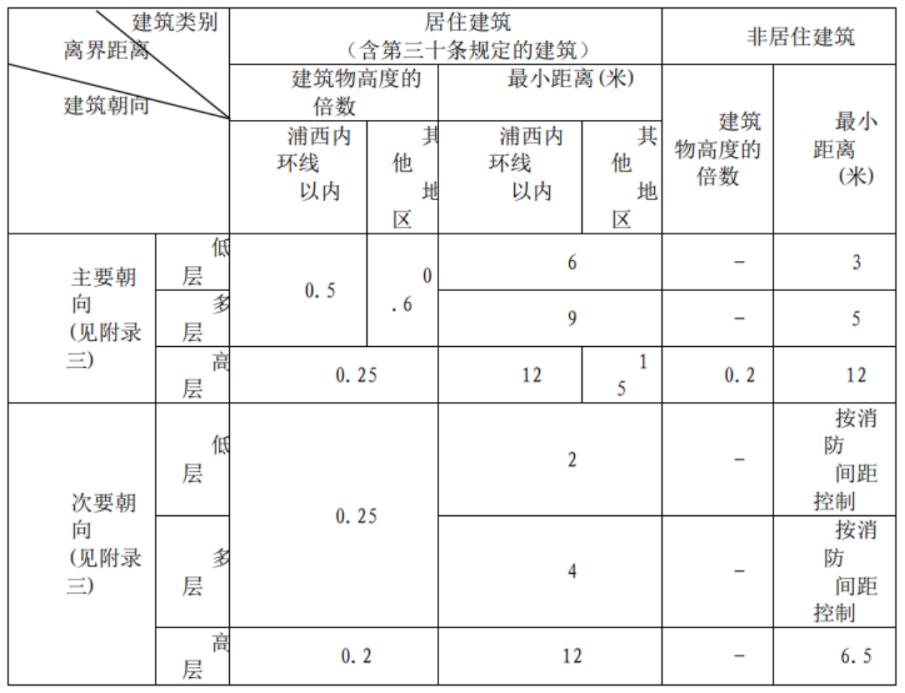 建筑类别
离界距离
建筑朝向
居住建筑
（含第三十条规定的建筑）
非居住建筑
建筑物高度的
倍数
最小距离(米)
建筑
物高度的
倍数
最小
距离
(米)
浦西内
环线
以内
其
他
地
区
浦西内
环线
以内
其
他
地
区
主要朝
向
(见附录
三)
低
层
0.5
0
.6
6
－
3
多
层
9
－
5
高
层
0.25
12
1
5
0.2
12
次要朝
向
(见附录
三)
低
层
0.25
2
－
按消
防
间距
控制
多
层
4
－
按消
防
间距
控制
高
层
0.2
12
－
6.5